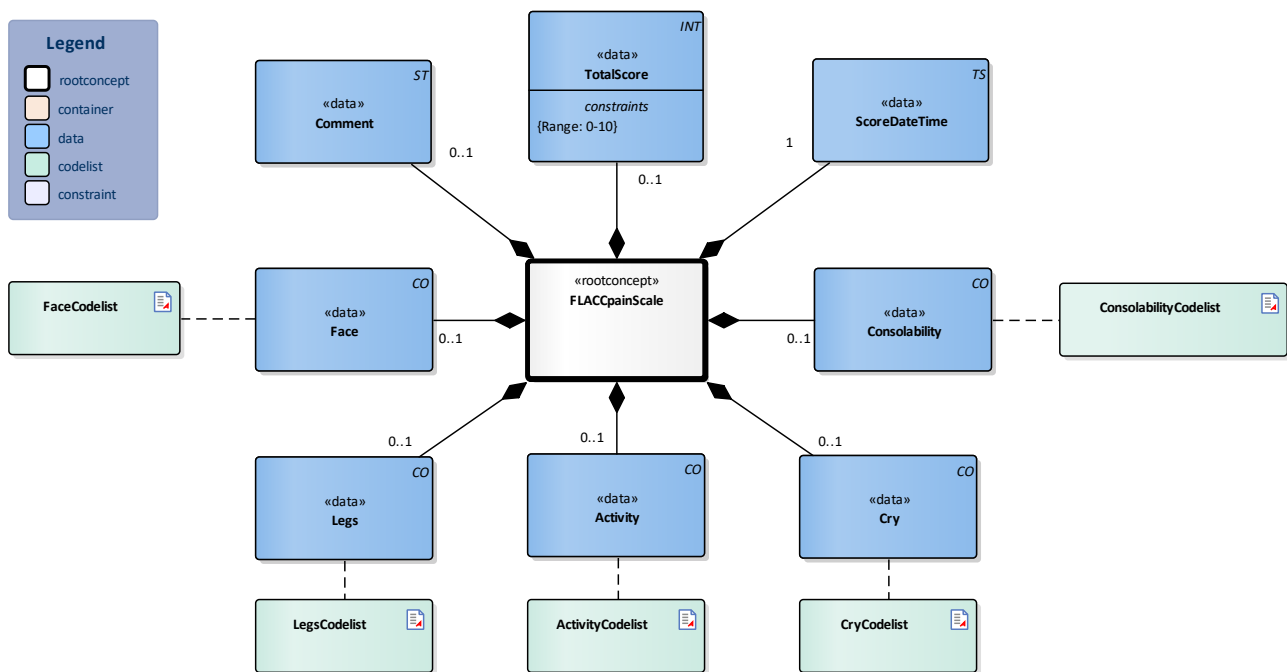 Legend
rootconcept
container
data
codelist
constraint
ST
«data»
Comment
0..1
INT
«data»
TotalScore
constraints
{Range: 0-10}
0..1
TS
«data»
ScoreDateTime
1
FaceCodelist
CO
«data»
Face
0..1
«rootconcept»
FLACCpainScale
CO
«data»
Consolability
0..1
ConsolabilityCodelist
CO
«data»
Legs
0..1
CO
«data»
Activity
0..1
CO
«data»
Cry
0..1
LegsCodelist
ActivityCodelist
CryCodelist